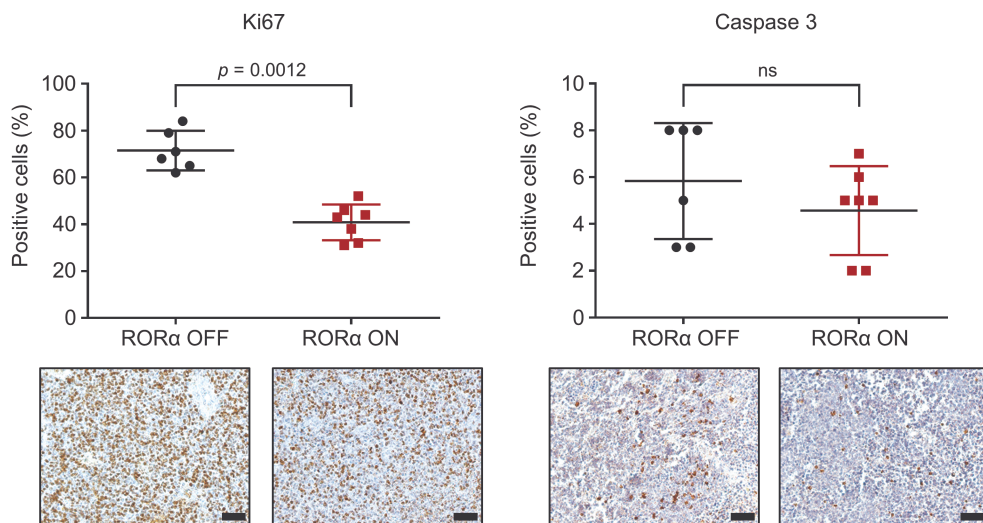 Ki67
p = 0.0012
Positive cells (%)
100
80
60
40
20
0
RORα OFF
RORα ON
Caspase 3
ns
Positive cells (%)
10
8
6
4
2
0
RORα OFF
RORα ON